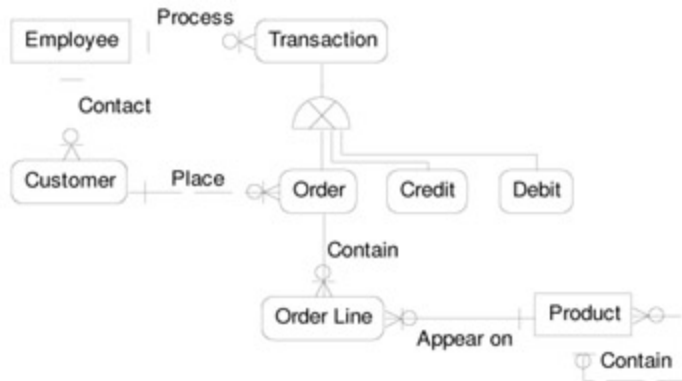 Process
Employee
Transaction
Contact
Customer
Place
Order
Credit
Debit
Contain
Order Line
Product
Appear on
Contain